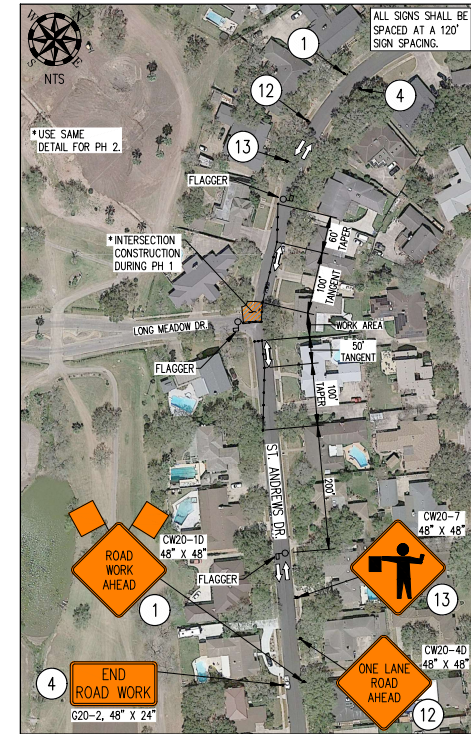 ALL SIGNS SHALL BE
SPACED AT A 120'
SIGN SPACING.
W
N
S
E
NTS
1
12
4
13
*USE SAME
DETAIL FOR PH 2.
FLAGGER
*INTERSECTION
CONSTRUCTION
DURING PH 1
60'
TAPER
100'
TANGENT
LONG MEADOW DR.
WORK AREA
50'
TANGENT
FLAGGER
100'
TAPER
ST. ANDREWS DR.
200'
CW20-1D
48" X 48"
ROAD
WORK
AHEAD
1
FLAGGER
CW20-7
48" X 48"
13
4
END
ROAD WORK
G20-2, 48" X 24"
CW20-4D
48" X 48"
ONE LANE
ROAD
AHEAD
12